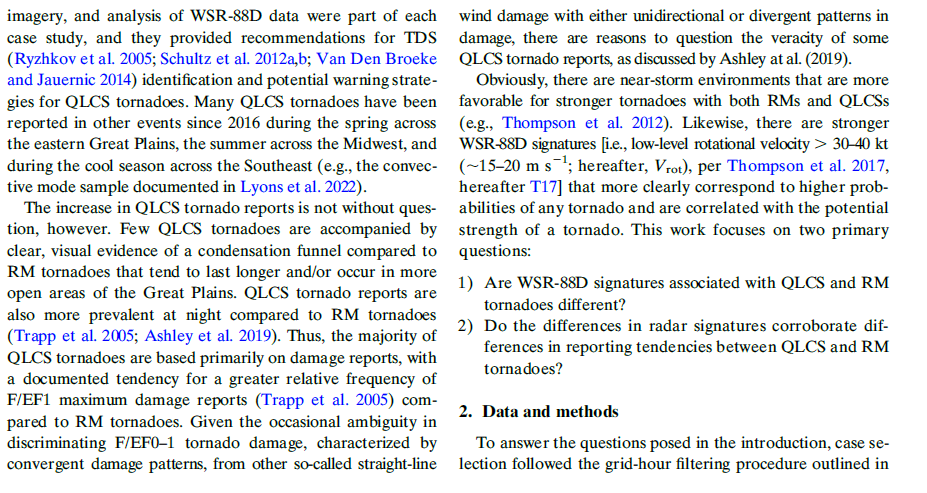 imagery, and analysis of WSR-88D data were part of each
case study, and they provided recommendations for TDS
(Ryzhkov et al. 2005; Schultz et al. 2012a,b; Van Den Broeke
and Jauernic 2014) identification and potential warning strate-
gies for QLCS tornadoes. Many QLCS tornadoes have been
reported in other events since 2016 during the spring across
the eastern Great Plains, the summer across the Midwest, and
during the cool season across the Southeast (e.g., the convec-
tive mode sample documented in Lyons et al. 2022).
The increase in QLCS tornado reports is not without ques-
tion, however. Few QLCS tornadoes are accompanied by
clear, visual evidence of a condensation funnel compared to
RM tornadoes that tend to last longer and/or occur in more
open areas of the Great Plains. QLCS tornado reports are
also more prevalent at night compared to RM tornadoes
(Trapp et al. 2005; Ashley et al. 2019). Thus, the majority of
QLCS tornadoes are based primarily on damage reports, with
a documented tendency for a greater relative frequency of
F/EF1 maximum damage reports (Trapp et al. 2005) com-
pared to RM tornadoes. Given the occasional ambiguity in
discriminating F/EF0–1 tornado damage, characterized by
convergent damage patterns, from other so-called straight-line
wind damage with either unidirectional or divergent patterns in
damage, there are reasons to question the veracity of some
QLCS tornado reports, as discussed by Ashley at al. (2019).
Obviously, there are near-storm environments that are more
favorable for stronger tornadoes with both RMs and QLCSs
(e.g., Thompson et al. 2012). Likewise, there are stronger
WSR-88D signatures [i.e., low-level rotational velocity > 30–40 kt
(~15–20 m s⁻¹; hereafter, Vrot), per Thompson et al. 2017,
hereafter T17] that more clearly correspond to higher prob-
abilities of any tornado and are correlated with the potential
strength of a tornado. This work focuses on two primary
questions:
1) Are WSR-88D signatures associated with QLCS and RM
tornadoes different?
2) Do the differences in radar signatures corroborate dif-
ferences in reporting tendencies between QLCS and RM
tornadoes?
2. Data and methods
To answer the questions posed in the introduction, case se-
lection followed the grid-hour filtering procedure outlined in